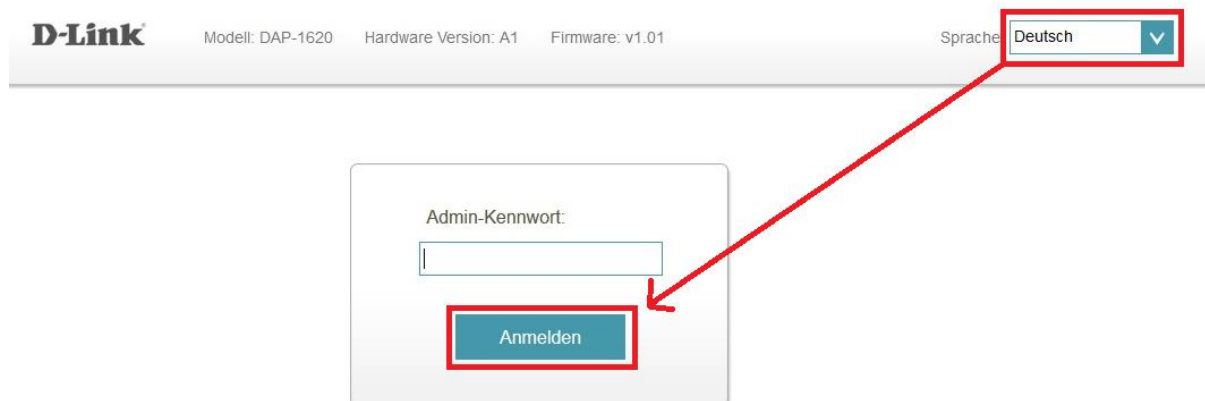 D-Link Modell: DAP-1620 Hardware Version: A1 Firmware: v1.01 Sprache Deutsch
Admin-Kennwort:
Anmelden